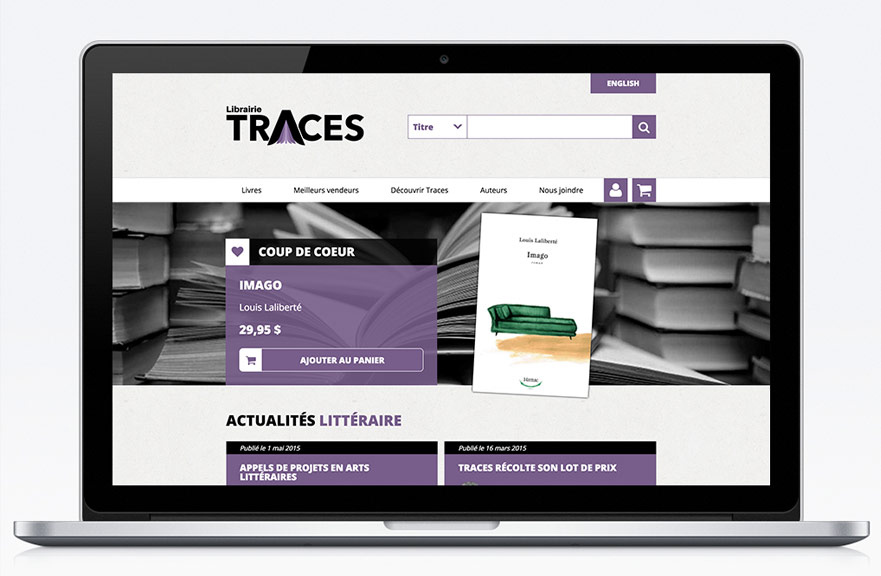 ENGLISH
Librairie
TRACES
Titre
Livres
Meilleurs vendeurs
Découvrir Traces
Auteurs
Nous joindre
COUP DE COEUR
IMAGO
Louis Laliberté
29,95 $
AJOUTER AU PANIER
Louis Laliberté
Imago
roman
ACTUALITÉS LITTÉRAIRE
Publié le 1 mai 2015
APPELS DE PROJETS EN ARTS
LITTÉRAIRES
Publié le 16 mars 2015
TRACES RÉCOLTE SON LOT DE PRIX